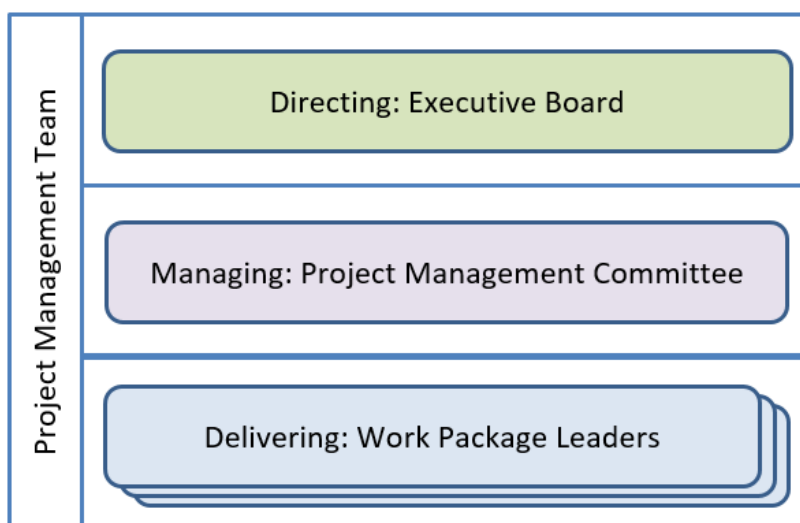 Project Management Team
Directing: Executive Board
Managing: Project Management Committee
Delivering: Work Package Leaders